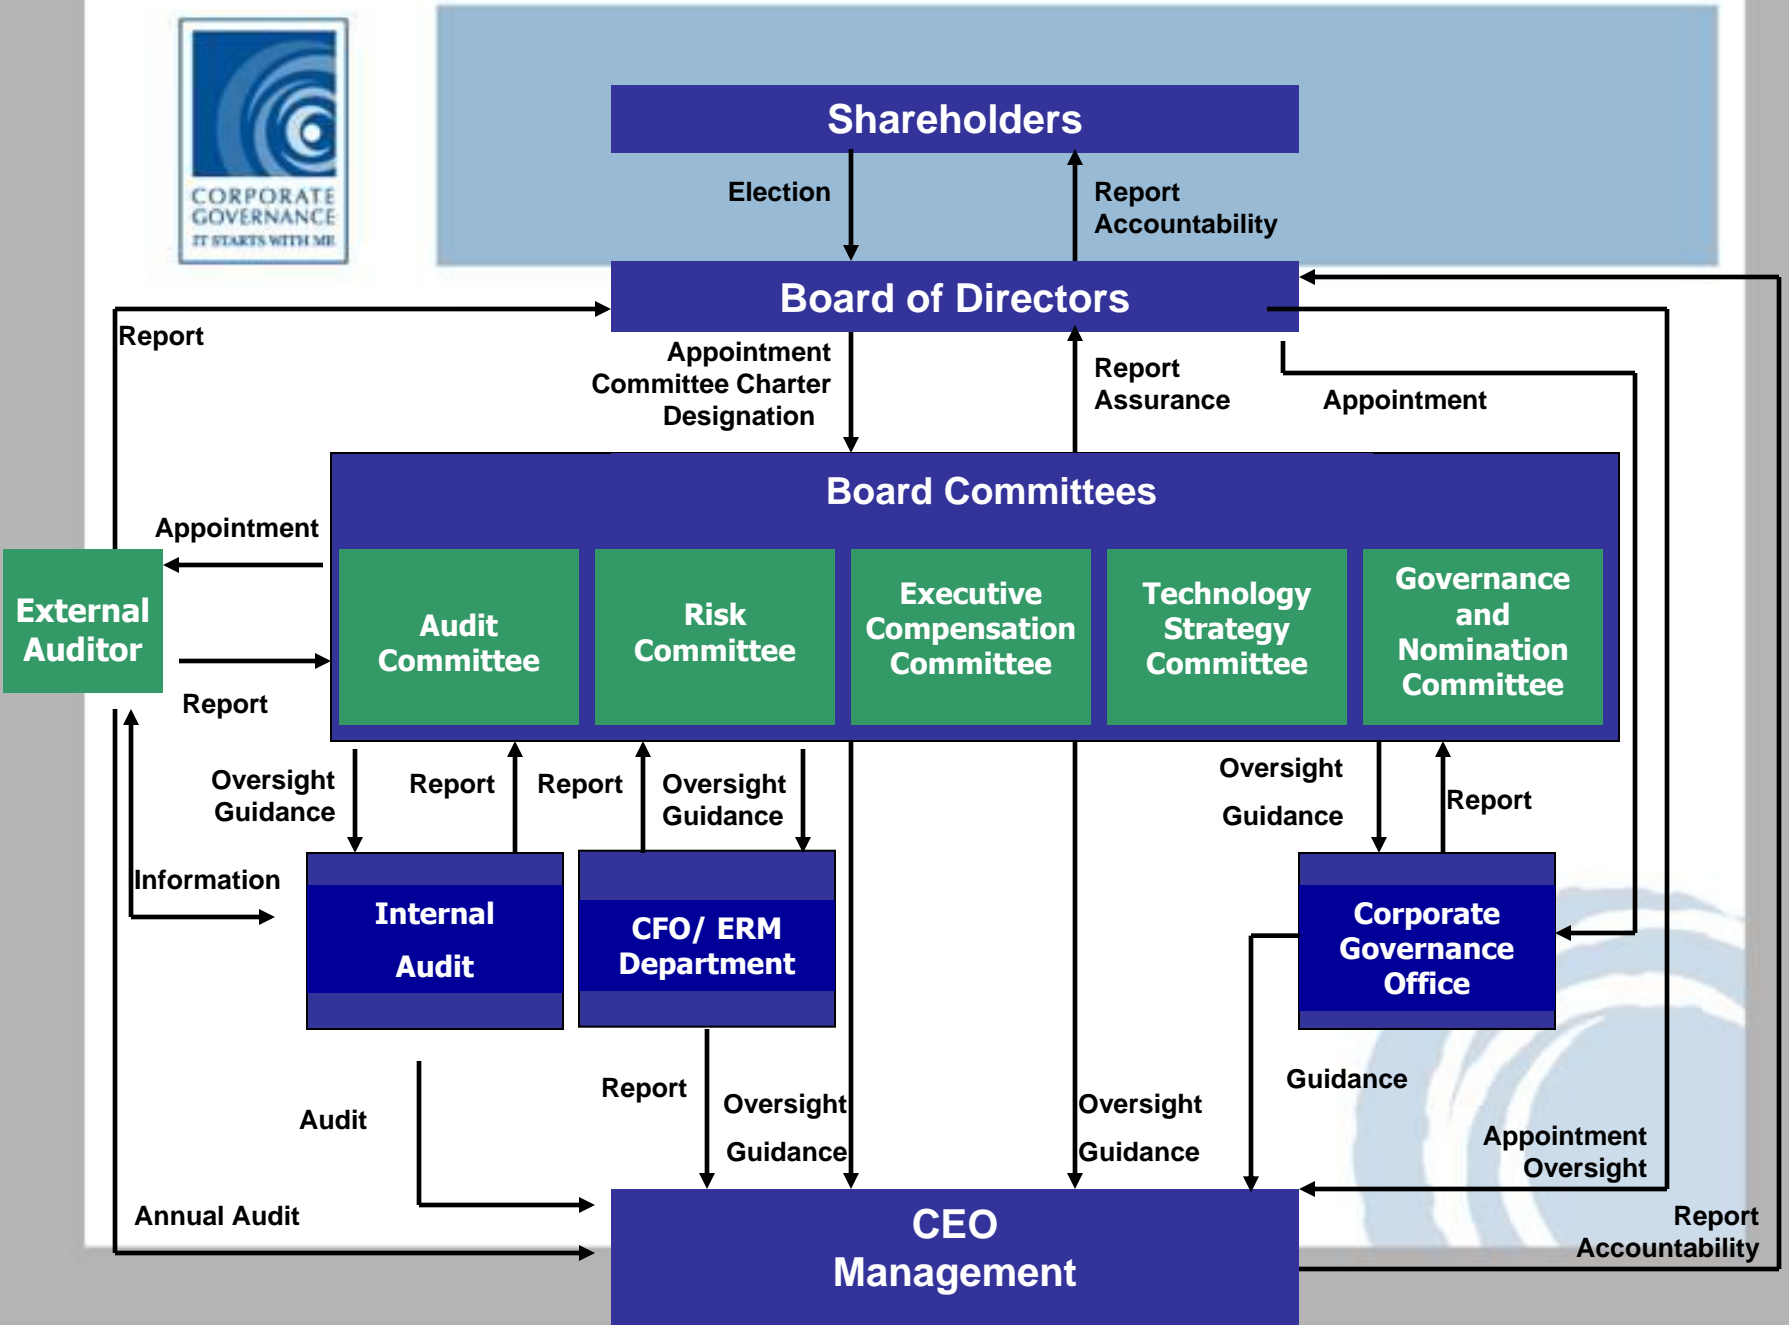 CORPORATE
GOVERNANCE
IT STARTS WITH ME
Shareholders
Election
Report
Accountability
Board of Directors
Report
Appointment
Committee Charter
Designation
Report
Assurance
Appointment
Board Committees
Appointment
External
Auditor
Report
Audit
Committee
Risk
Committee
Executive
Compensation
Committee
Technology
Strategy
Committee
Governance
and
Nomination
Committee
Oversight
Guidance
Report
Report
Oversight
Guidance
Oversight
Guidance
Report
Information
Internal
Audit
CFO/ ERM
Department
Corporate
Governance
Office
Audit
Report
Oversight
Guidance
Oversight
Guidance
Guidance
Appointment
Oversight
Annual Audit
CEO
Management
Report
Accountability